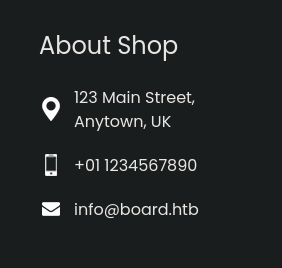 About Shop
123 Main Street,
Anytown, UK
+01 1234567890
info@board.htb